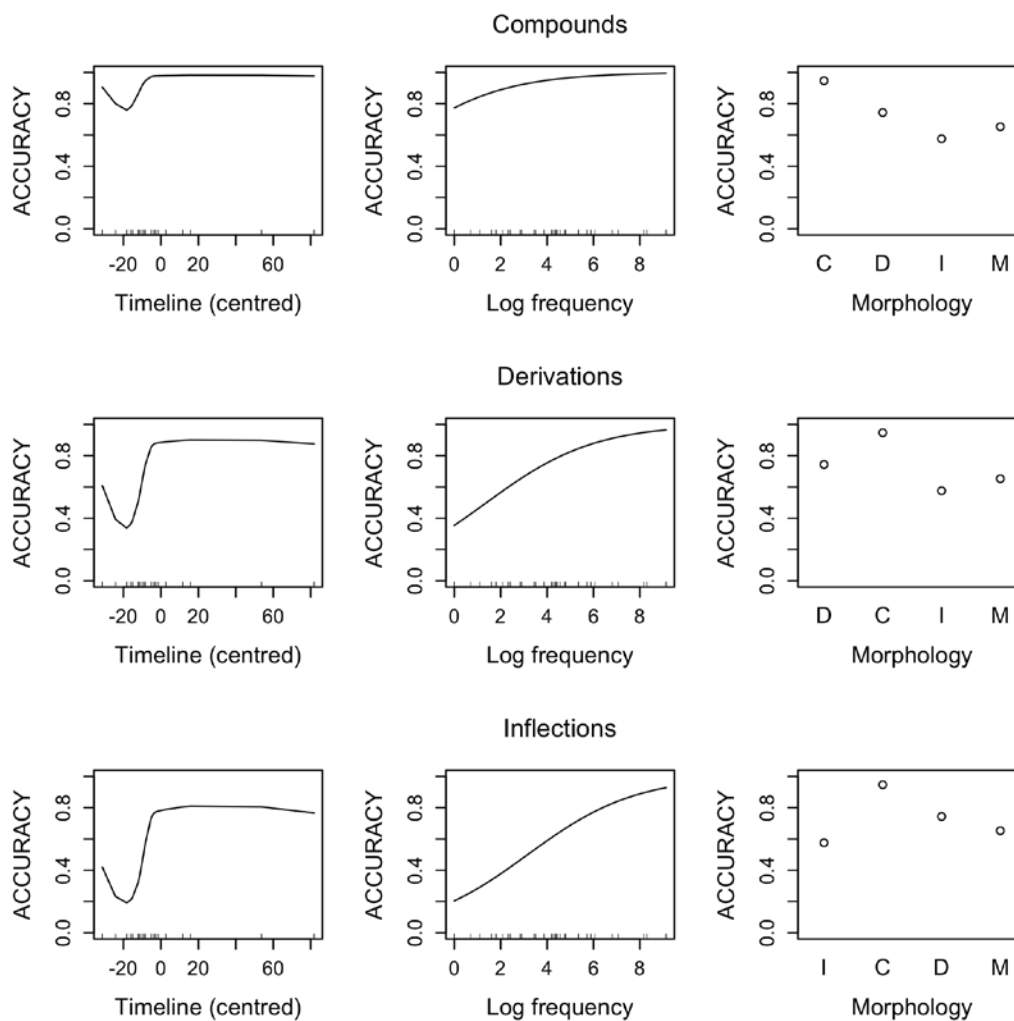 Compounds
ACCURACY
0.0 0.4 0.8
-20 0 20 60
Timeline (centred)
ACCURACY
0.0 0.4 0.8
0 2 4 6 8
Log frequency
ACCURACY
0.0 0.4 0.8
C D I M
Morphology
Derivations
ACCURACY
0.0 0.4 0.8
-20 0 20 60
Timeline (centred)
ACCURACY
0.0 0.4 0.8
0 2 4 6 8
Log frequency
ACCURACY
0.0 0.4 0.8
D C I M
Morphology
Inflections
ACCURACY
0.0 0.4 0.8
-20 0 20 60
Timeline (centred)
ACCURACY
0.0 0.4 0.8
0 2 4 6 8
Log frequency
ACCURACY
0.0 0.4 0.8
I C D M
Morphology